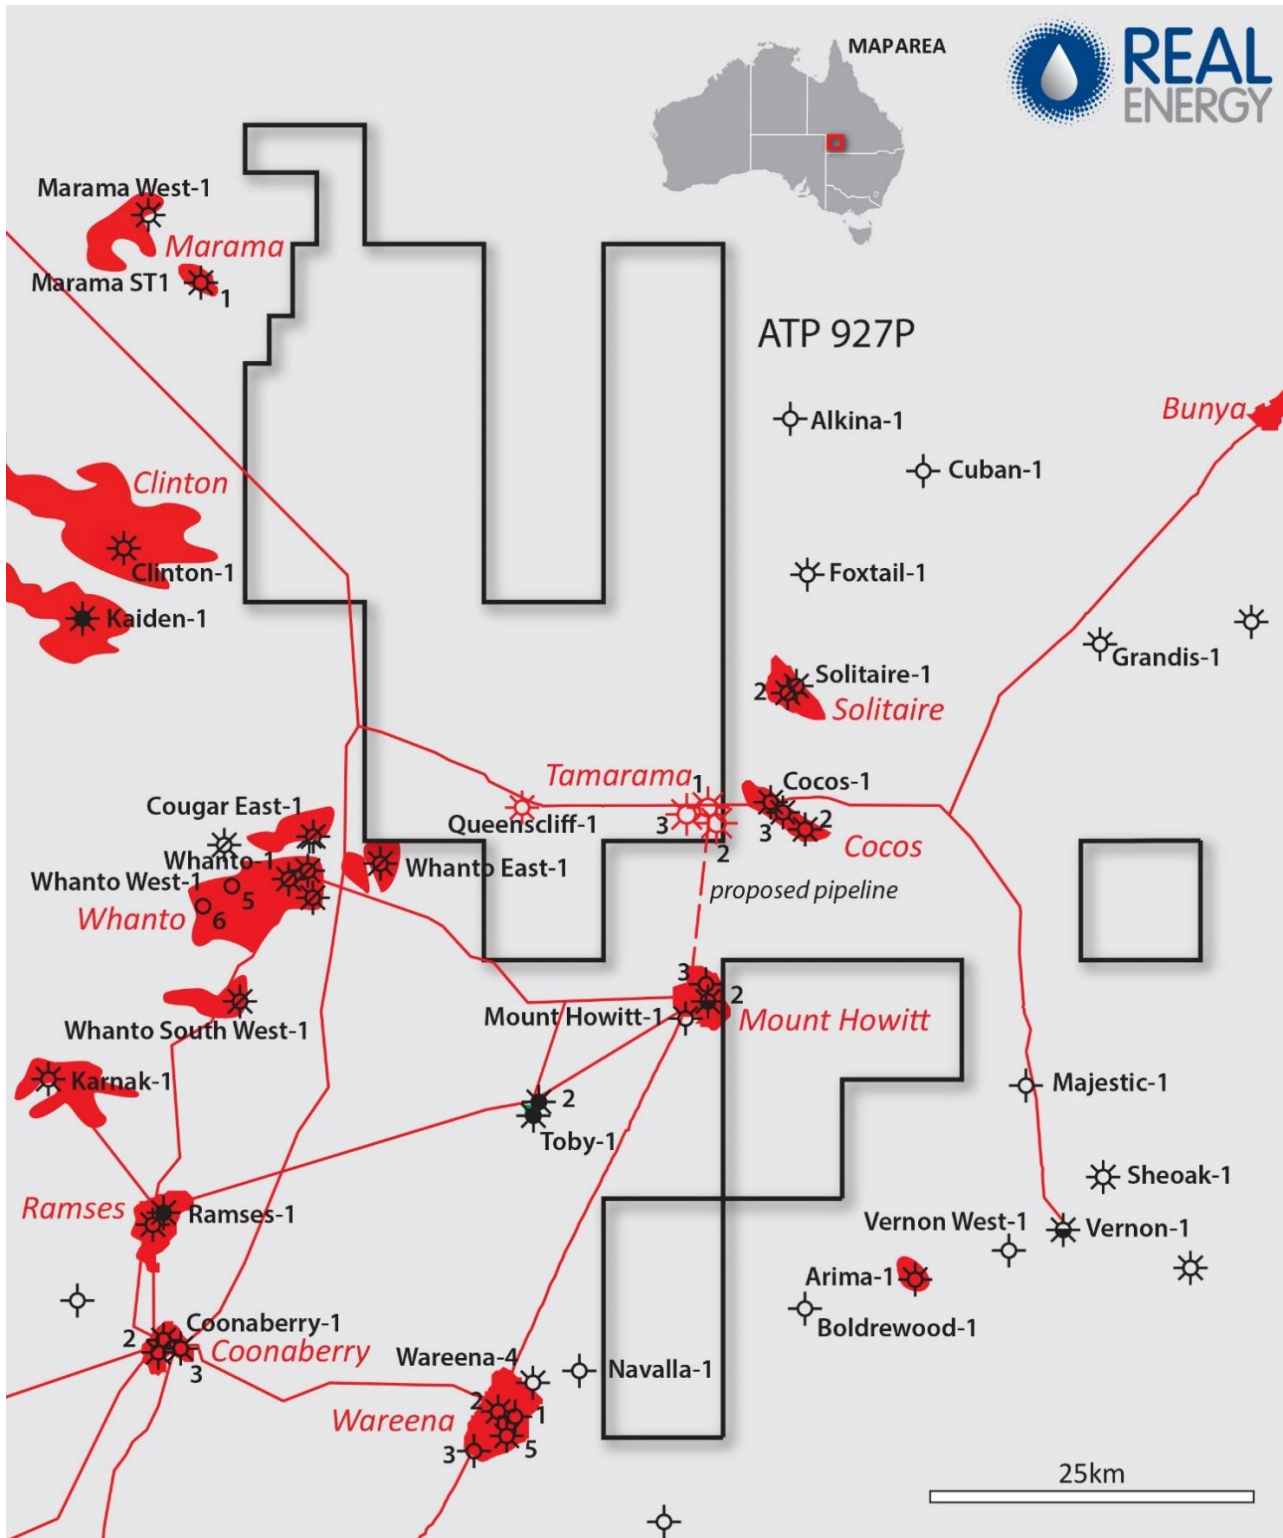 MAPAREA
REAL
ENERGY
Marama West-1
Marama
Marama ST1
1
ATP 927P
Bunya
Alkina-1
Cuban-1
Clinton
Clinton-1
Foxtail-1
Kaiden-1
Grandis-1
Solitaire-1
2
Solitaire
Tamarama
1
Cocos-1
Cougar East-1
Queenscliff-1
3
2
3
2
Cocos
Whanto-1
Whanto East-1
Whanto West-1
5
proposed pipeline
Whanto
6
3
2
Mount Howitt-1
Mount Howitt
Whanto South West-1
Karnak-1
Majestic-1
2
Toby-1
Sheoak-1
Ramses
Ramses-1
Vernon West-1
Vernon-1
Arima-1
Boldrewood-1
Coonaberry-1
2
Coonaberry
3
Wareena-4
Navalla-1
2
1
Wareena
3
5
25km